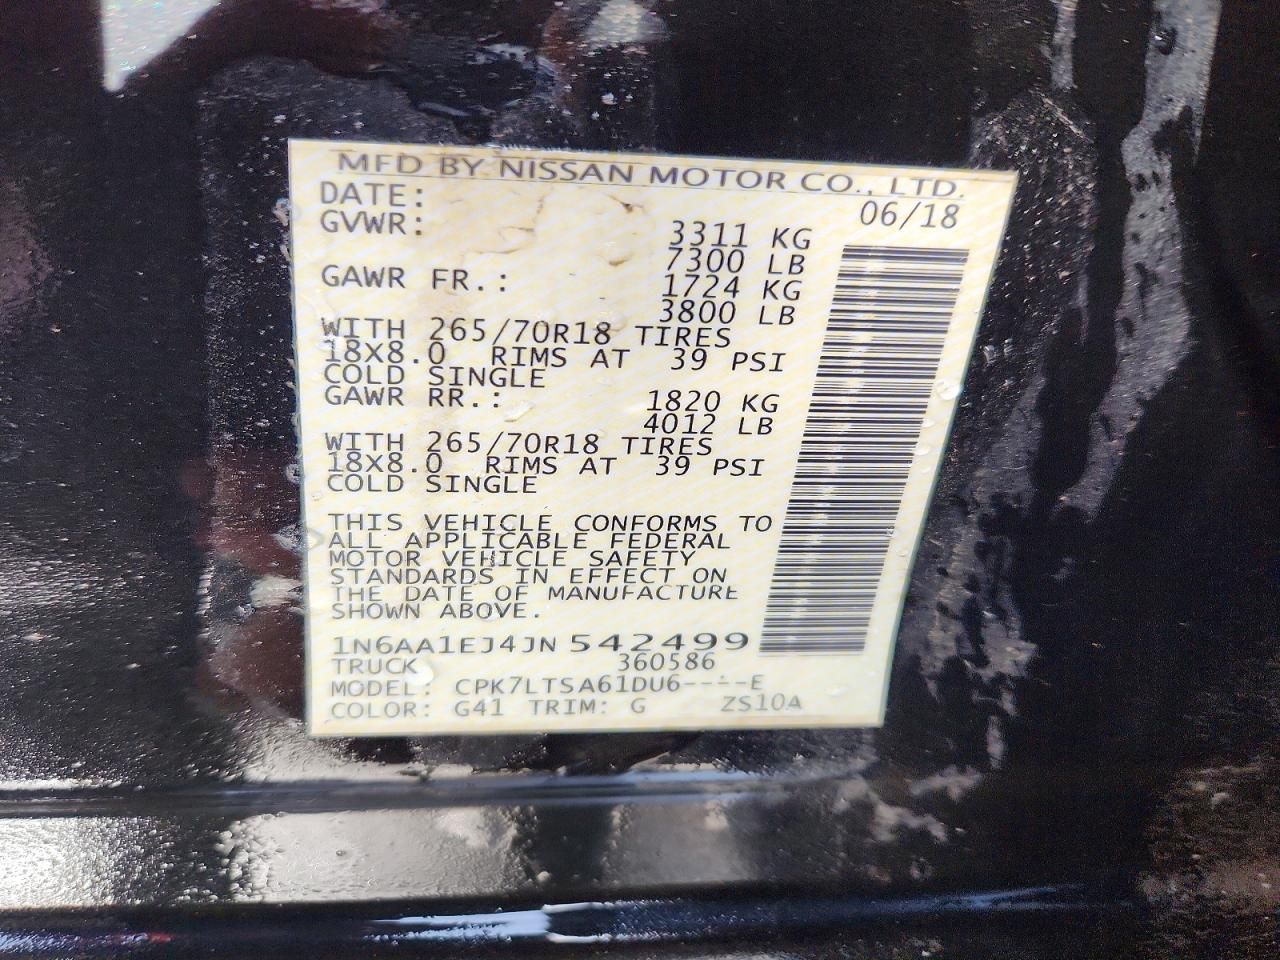 MFD BY NISSAN MOTOR CO., LTD.
DATE: 06/18
GVWR: 3311 KG
7300 LB
GAWR FR.: 1724 KG
3800 LB
WITH 265/70R18 TIRES
18X8.0 RIMS AT 39 PSI
COLD SINGLE
GAWR RR.: 1820 KG
4012 LB
WITH 265/70R18 TIRES
18X8.0 RIMS AT 39 PSI
COLD SINGLE
THIS VEHICLE CONFORMS TO
ALL APPLICABLE FEDERAL
MOTOR VEHICLE SAFETY
STANDARDS IN EFFECT ON
THE DATE OF MANUFACTURE
SHOWN ABOVE.
1N6AA1EJ4JN542499
TRUCK 360586
MODEL: CPK7LTSA61DU6----E
COLOR: G41 TRIM: G ZS10A